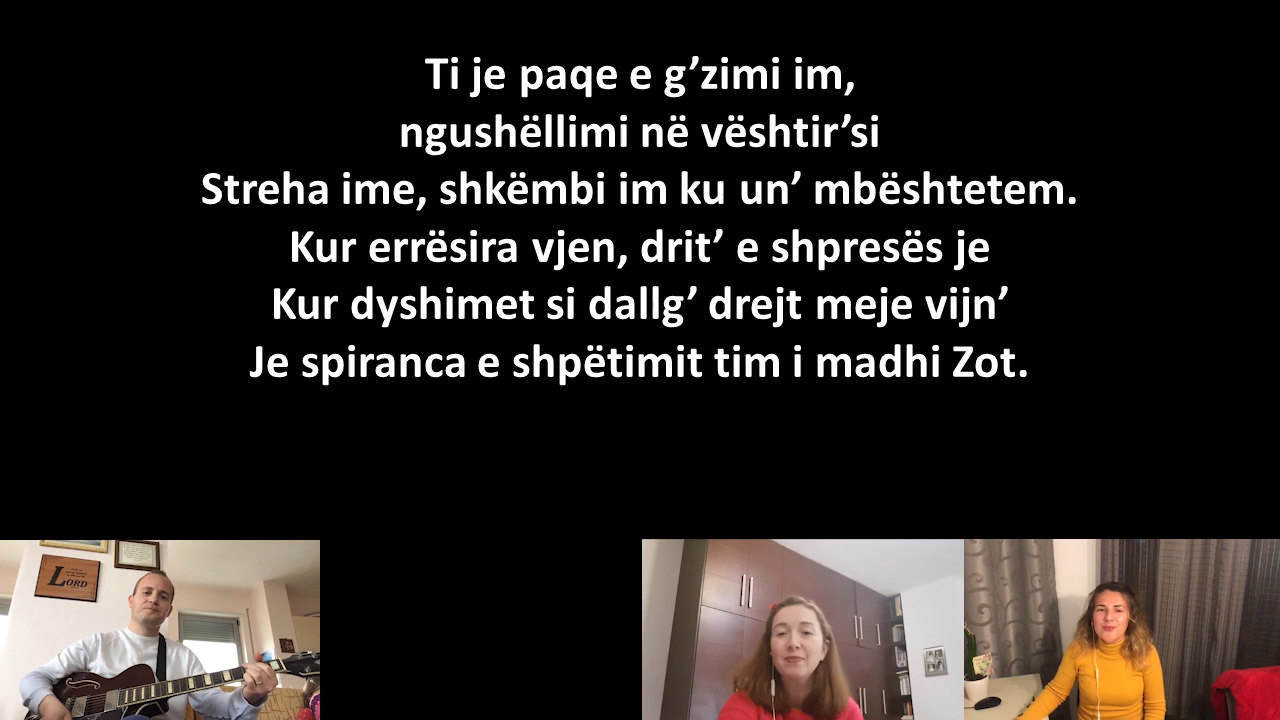 Ti je paqe e g’zimi im,
ngushëllimi në vështir’si
Streha ime, shkëmbi im ku un’ mbështetem.
Kur errësira vjen, drit’ e shpresës je
Kur dyshimet si dallg’ drejt meje vijn’
Je spiranca e shpëtimit tim i madhi Zot.
LORD